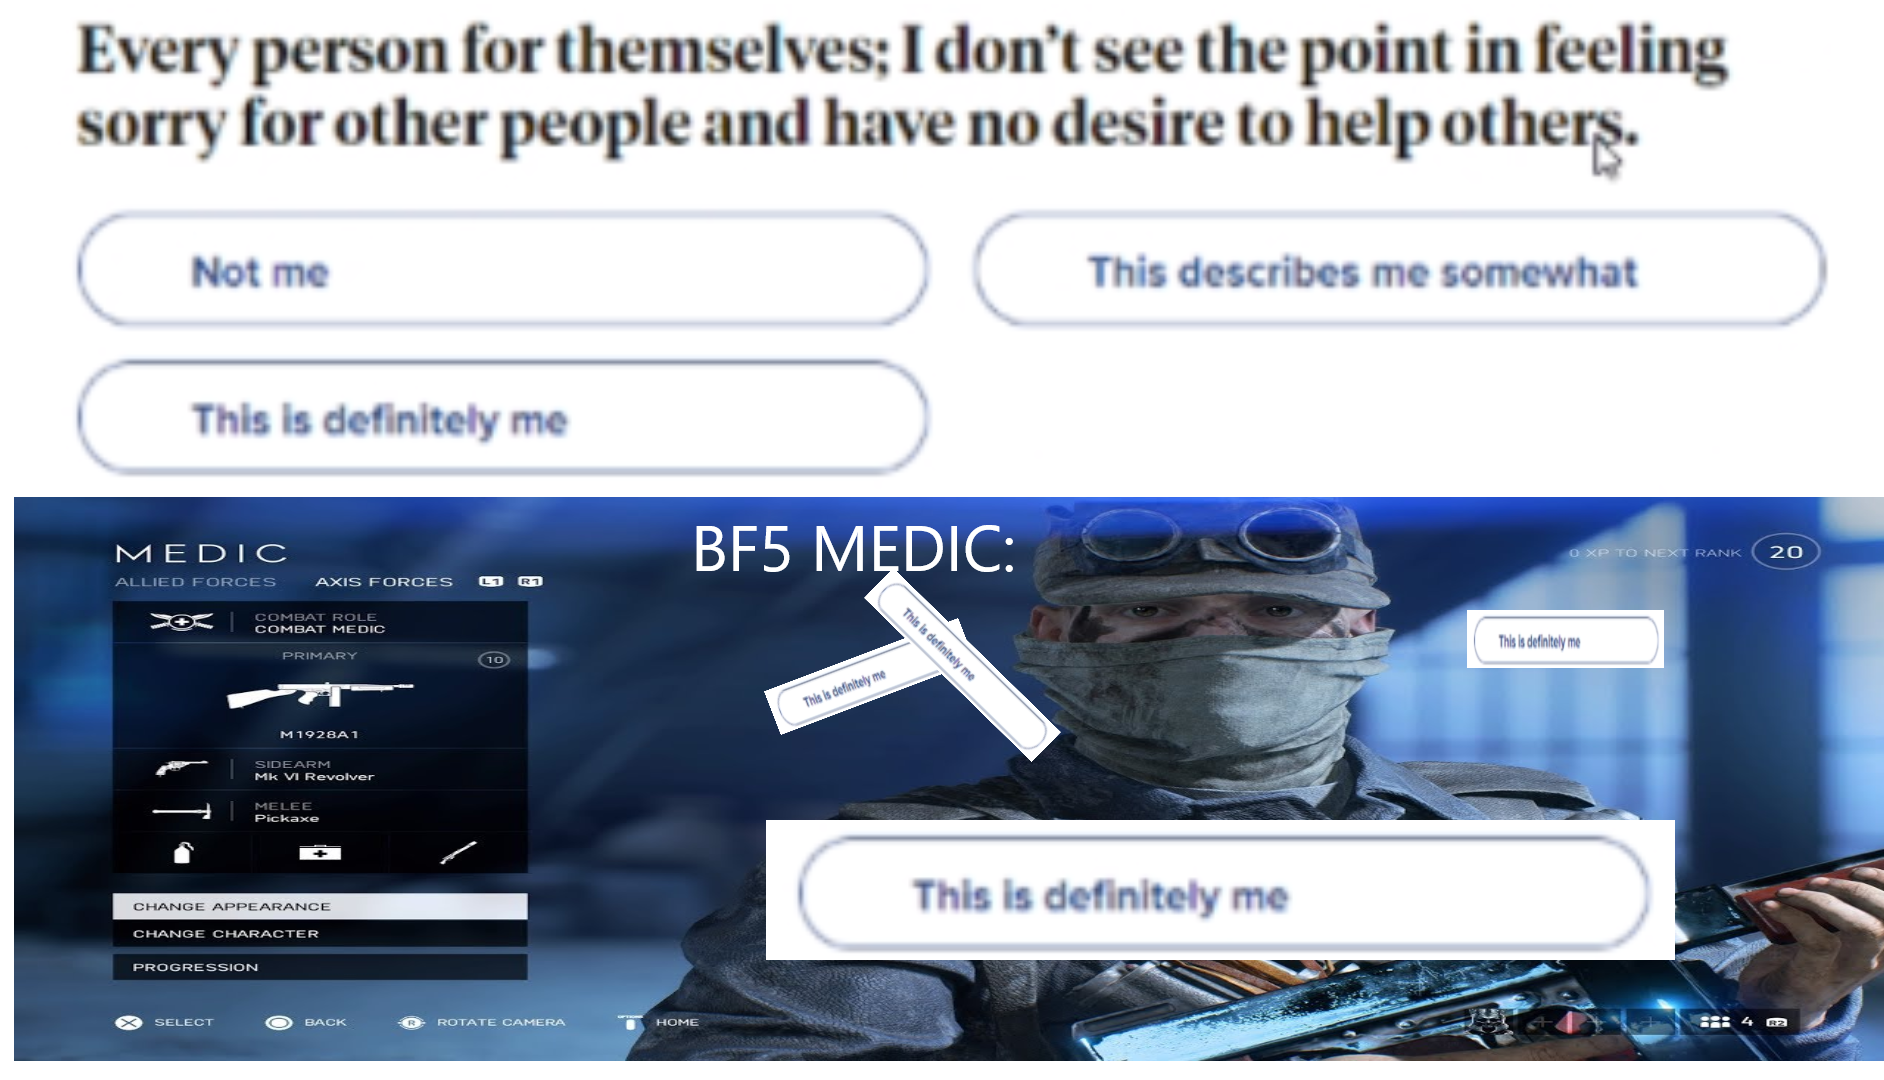 Every person for themselves; I don't see the point in feeling
sorry for other people and have no desire to help others.
Not me
This describes me somewhat
This is definitely me
BF5 MEDIC:
MEDIC
ALLIED FORCES AXIS FORCES L1 R1
0 XP TO NEXT RANK 20
COMBAT ROLE
COMBAT MEDIC
PRIMARY 10
M1928A1
SIDEARM
Mk VI Revolver
MELEE
Pickaxe
CHANGE APPEARANCE
CHANGE CHARACTER
PROGRESSION
This is definitely me
This is definitely me
This is definitely me
This is definitely me
SELECT BACK R ROTATE CAMERA OPTIONS HOME
4 R2